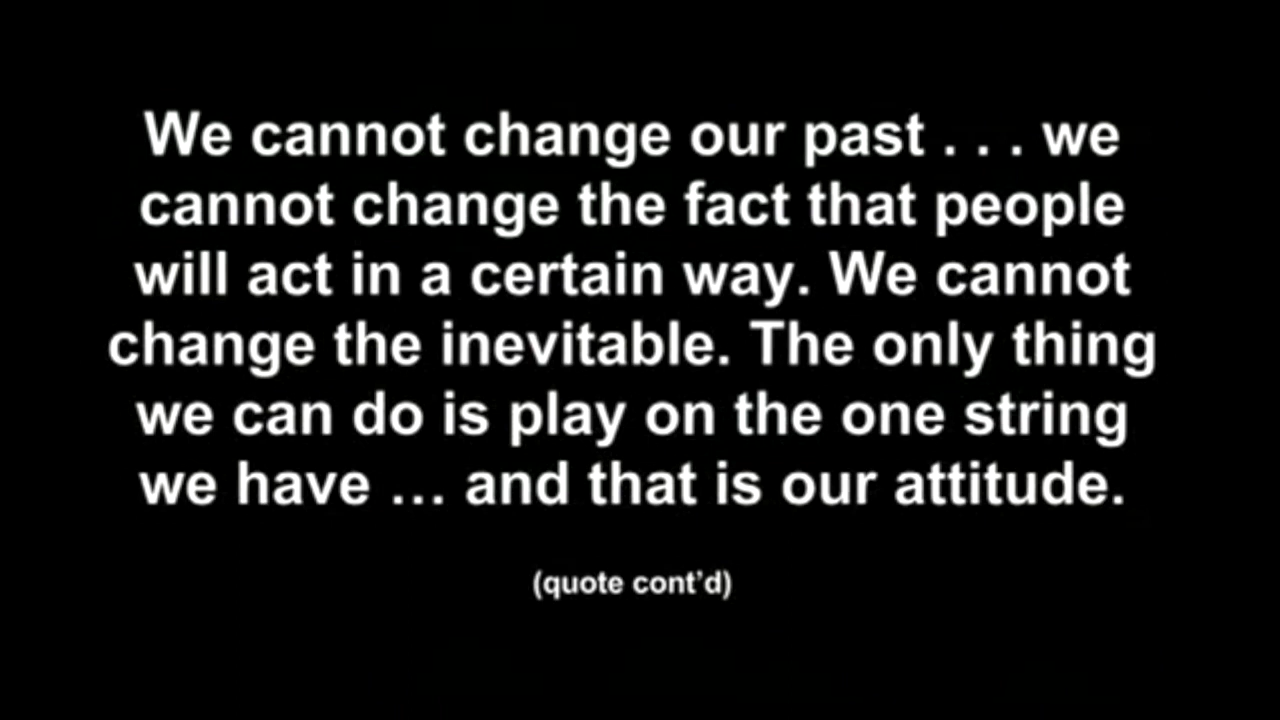 We cannot change our past . . . we
cannot change the fact that people
will act in a certain way. We cannot
change the inevitable. The only thing
we can do is play on the one string
we have … and that is our attitude.
(quote cont’d)